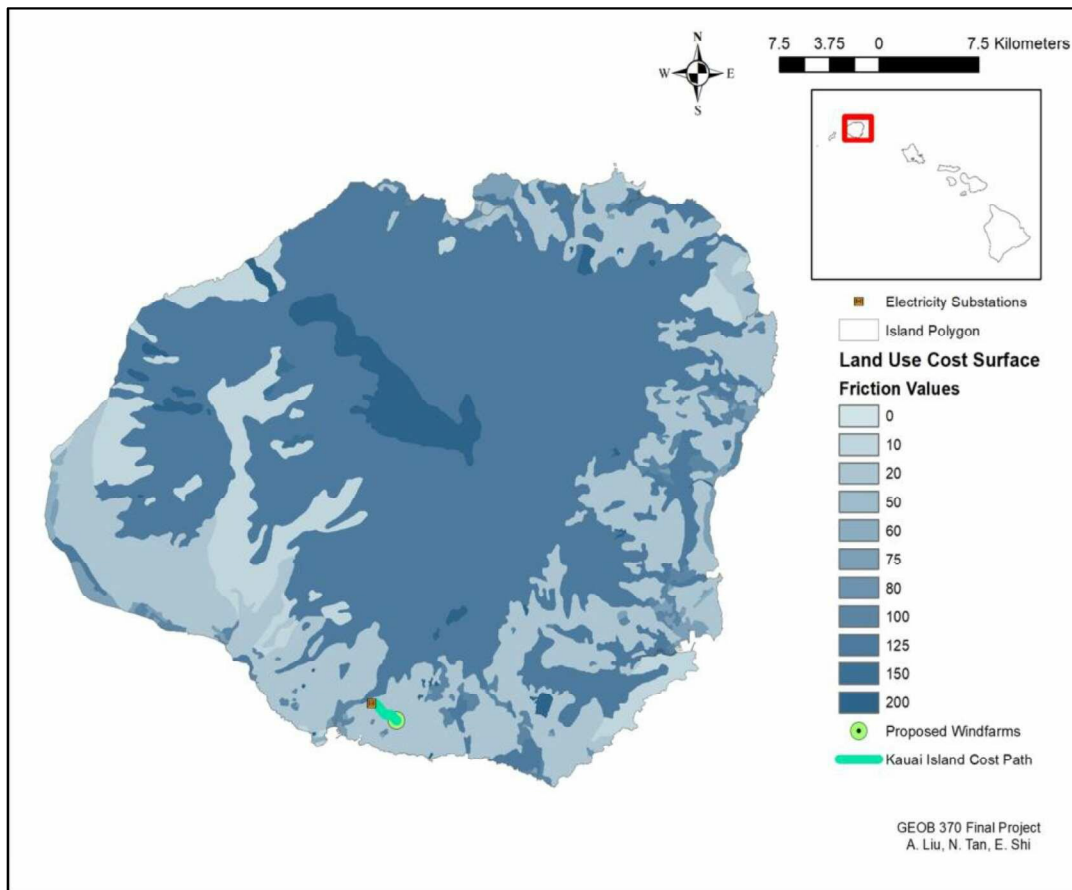 N
W E
S
7.5 3.75 0 7.5 Kilometers
Electricity Substations
Island Polygon
Land Use Cost Surface
Friction Values
0
10
20
50
60
75
80
100
125
150
200
Proposed Windfarms
Kauai Island Cost Path
GEOB 370 Final Project
A. Liu, N. Tan, E. Shi